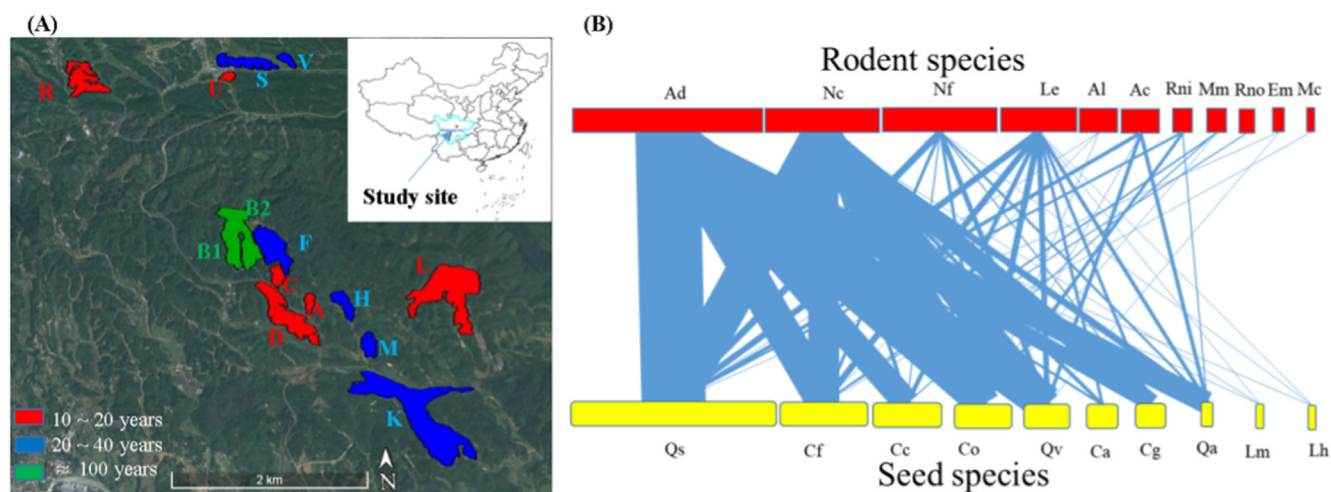 (A)
(B)
R
U
S
V
Study site
B2
B1
F
C
A
D
H
M
L
K
10 ~ 20 years
20 ~ 40 years
≈ 100 years
2 km
N
Rodent species
Ad Nc Nf Le Al Ac Rni Mm Rno Em Mc
Qs Cf Cc Co Qv Ca Cg Qa Lm Lh
Seed species